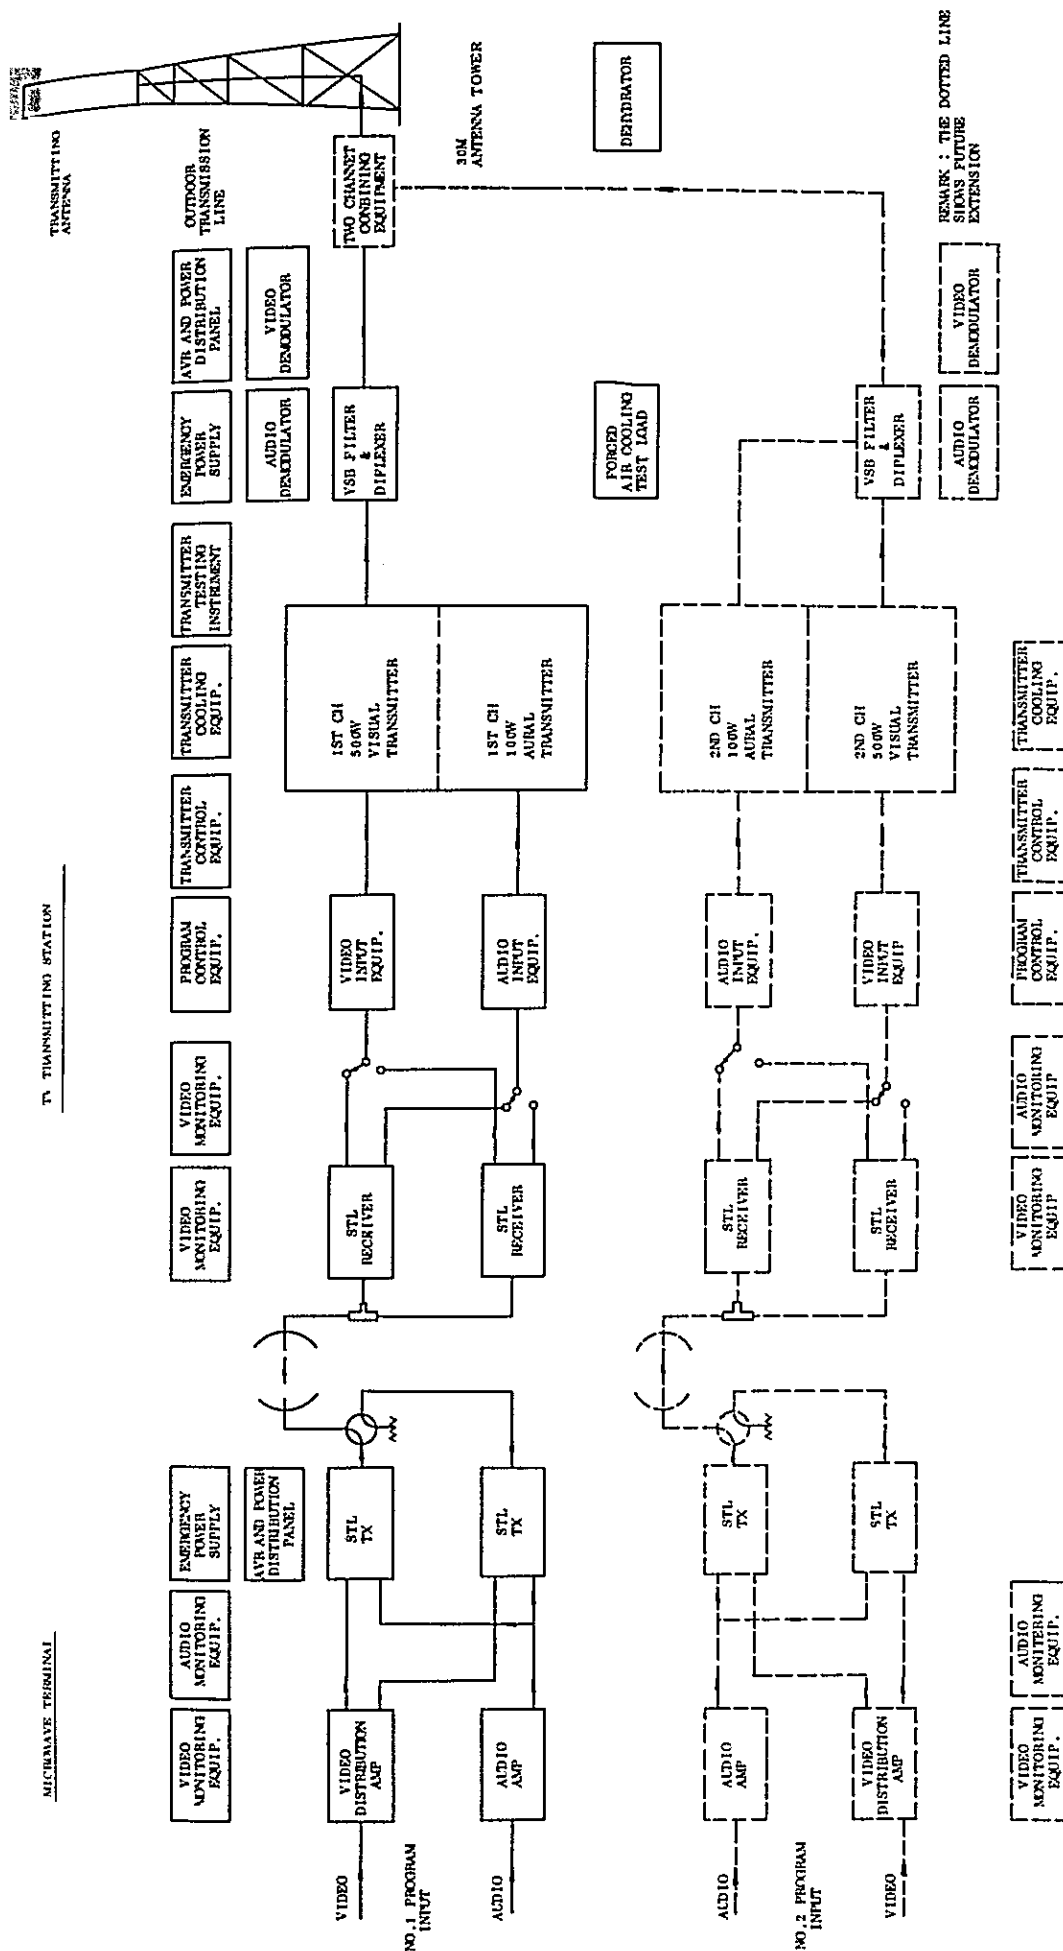 MICROWAVE TERMINAL
TV TRANSMITTING STATION
TRANSMITTING
ANTENNA
VIDEO
MONITORING
EQUIP.
AUDIO
MONITORING
EQUIP.
EMERGENCY
POWER
SUPPLY
VIDEO
MONITORING
EQUIP.
VIDEO
MONITORING
EQUIP.
PROGRAM
CONTROL
EQUIP.
TRANSMITTER
CONTROL
EQUIP.
TRANSMITTER
COOLING
EQUIP.
TRANSMITTER
TESTING
INSTRUMENT
EMERGENCY
POWER
SUPPLY
AVR AND POWER
DISTRIBUTION
PANEL
OUTDOOR
TRANSMISSION
LINE
AVR AND POWER
DISTRIBUTION
PANEL
AUDIO
DEMODULATOR
VIDEO
DEMODULATOR
VIDEO
VIDEO
DISTRIBUTION
AMP
STL
TX
STL
RECEIVER
VIDEO
INPUT
EQUIP.
1ST CH
500W
VISUAL
TRANSMITTER
VSB FILTER
&
DIPLEXER
TWO CHANNET
CONBINING
EQUIPMENT
NO.1 PROGRAM
INPUT
30M
ANTENNA TOWER
AUDIO
AUDIO
AMP
STL
TX
STL
RECEIVER
AUDIO
INPUT
EQUIP.
1ST CH
100W
AURAL
TRANSMITTER
FORCED
AIR COOLING
TEST LOAD
DEHYDRATOR
AUDIO
AUDIO
AMP
STL
TX
STL
RECEIVER
AUDIO
INPUT
EQUIP.
2ND CH
100W
AURAL
TRANSMITTER
NO.2 PROGRAM
INPUT
VIDEO
VIDEO
DISTRIBUTION
AMP
STL
TX
STL
RECEIVER
VIDEO
INPUT
EQUIP
2ND CH
500W
VISUAL
TRANSMITTER
VSB FILTER
&
DIPLEXER
AUDIO
DEMODULATOR
VIDEO
DEMODULATOR
REMARK : THE DOTTED LINE
SHOWS FUTURE
EXTENSION
VIDEO
MONITORING
EQUIP.
AUDIO
MONITERING
EQUIP.
VIDEO
MONITORING
EQUIP
AUDIO
MONITORING
EQUIP
PROGRAM
CONTROL
EQUIP.
TRANSMITTER
CONTROL
EQUIP.
TRANSMITTER
COOLING
EQUIP.